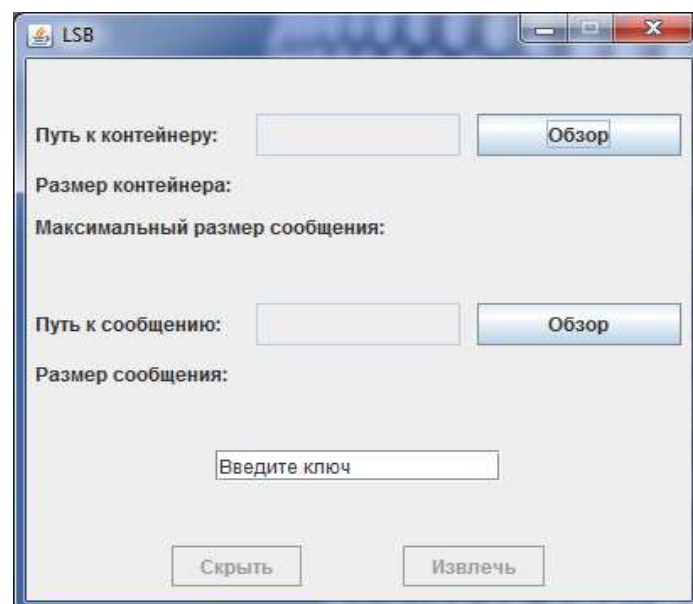 LSB
Путь к контейнеру:
Обзор
Размер контейнера:
Максимальный размер сообщения:
Путь к сообщению:
Обзор
Размер сообщения:
Введите ключ
Скрыть
Извлечь